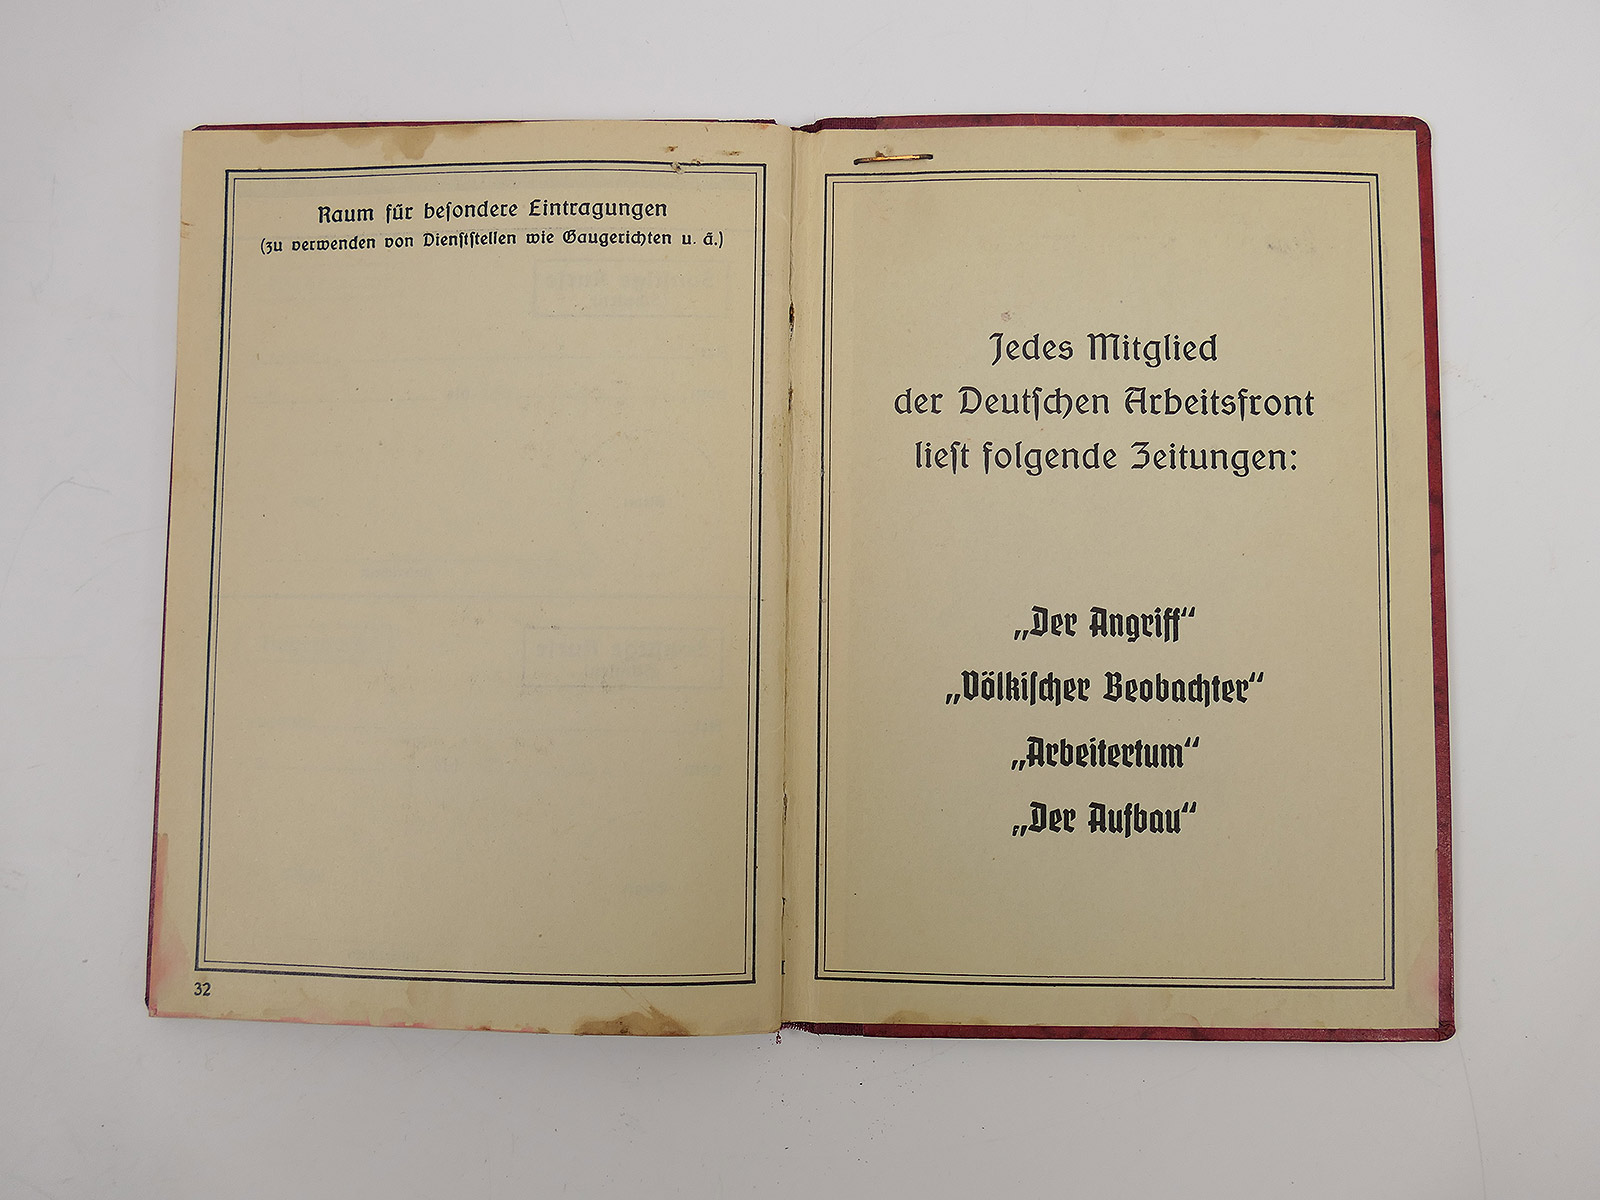 Raum für besondere Eintragungen
(zu verwenden von Dienststellen wie Gaugerichten u. ä.)
32
Jedes Mitglied
der Deutschen Arbeitsfront
liest folgende Zeitungen:
„Der Angriff“
„Völkischer Beobachter“
„Arbeitertum“
„Der Aufbau“